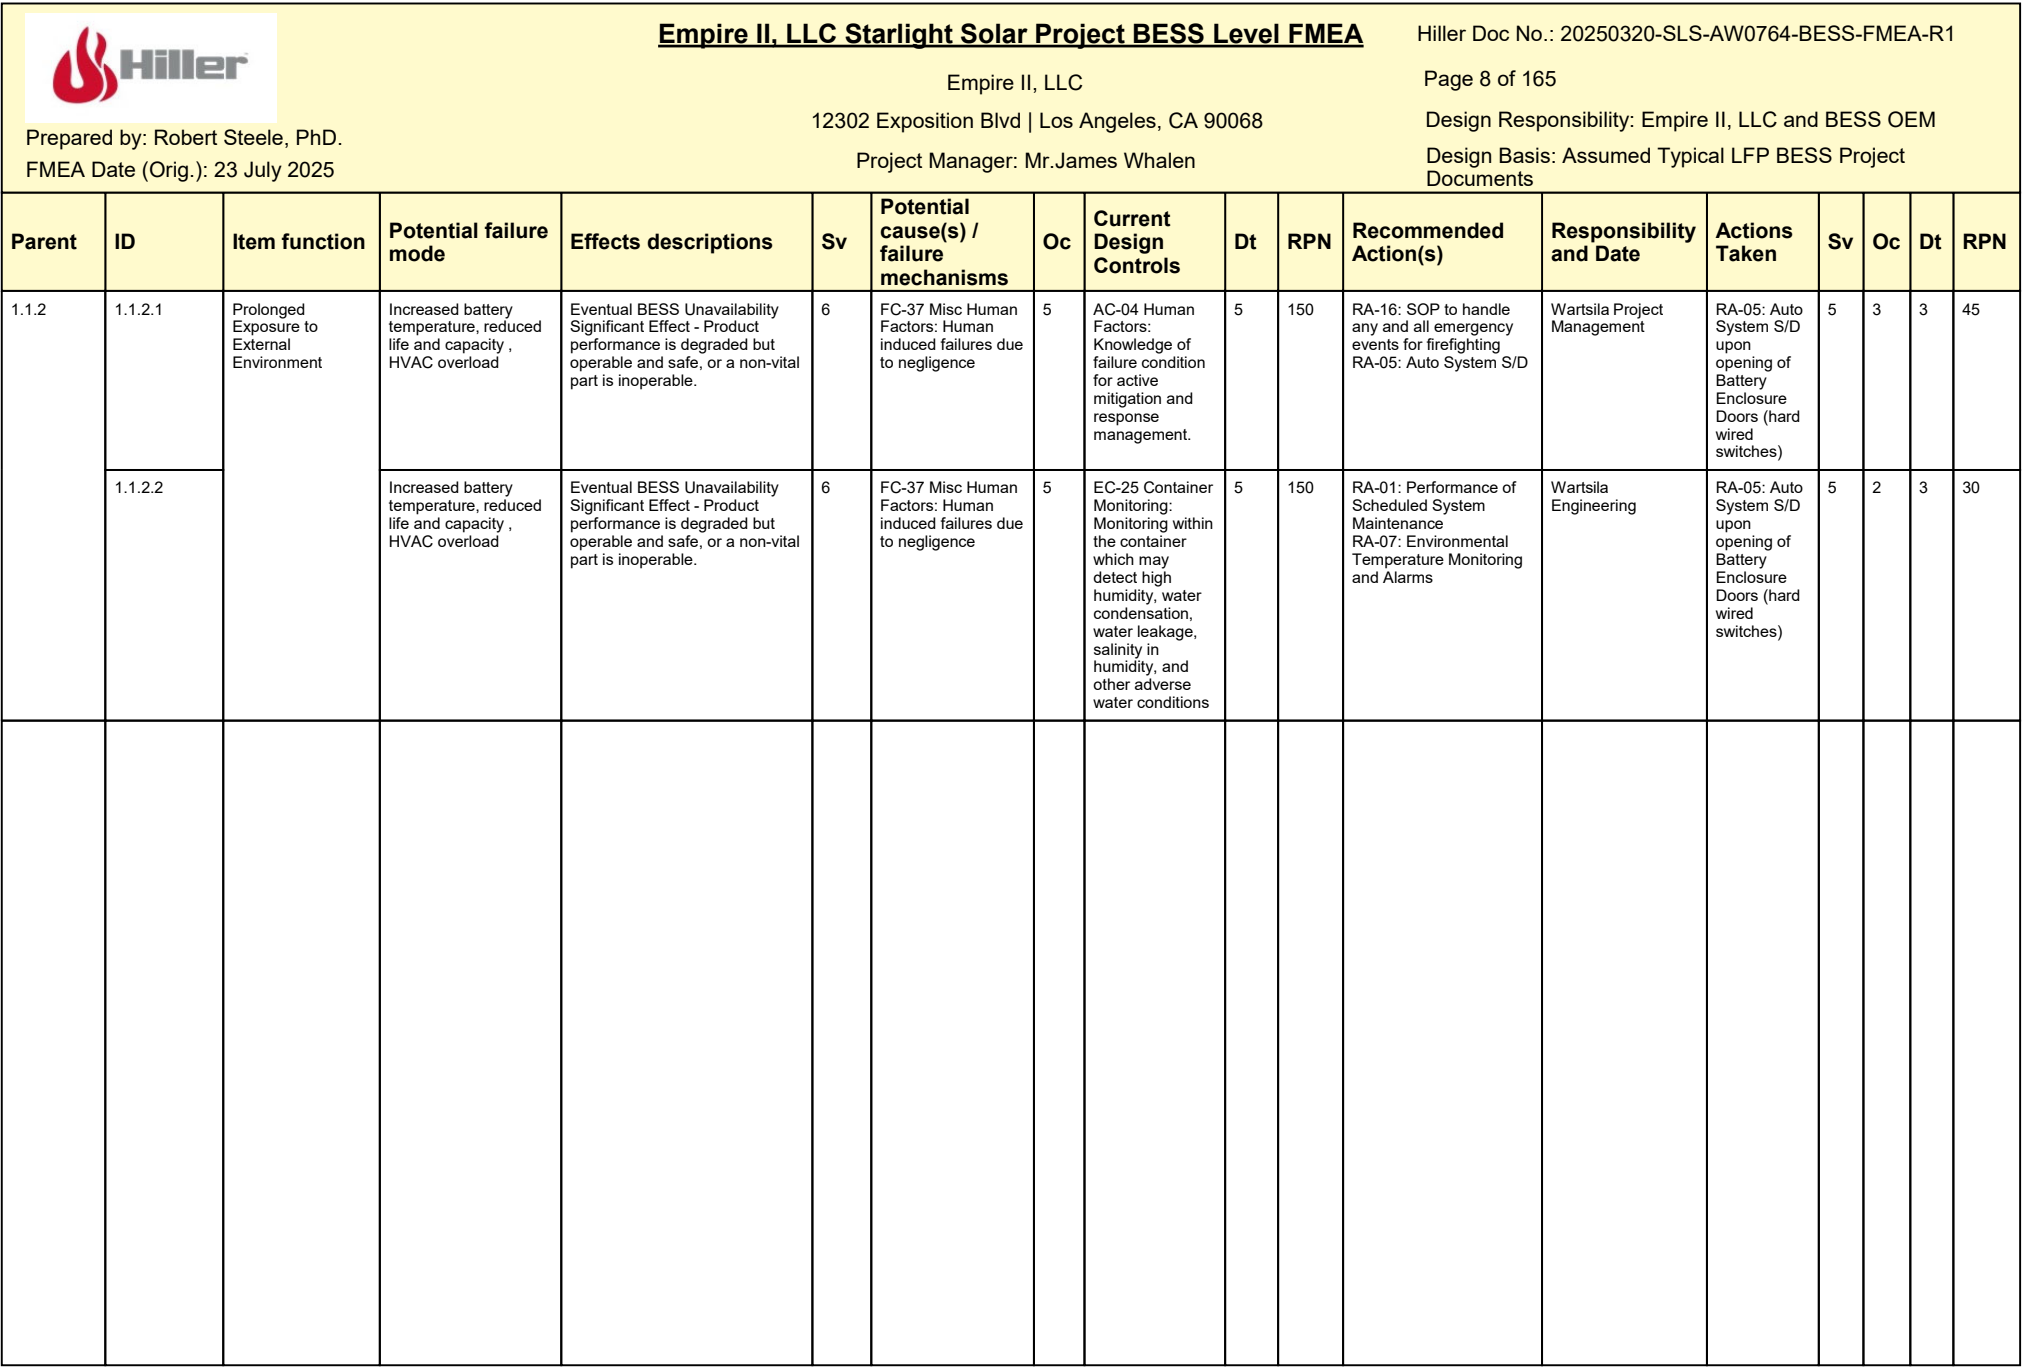 Hiller
Prepared by: Robert Steele, PhD.
FMEA Date (Orig.): 23 July 2025
Empire II, LLC Starlight Solar Project BESS Level FMEA
Empire II, LLC
12302 Exposition Blvd | Los Angeles, CA 90068
Project Manager: Mr.James Whalen
Hiller Doc No.: 20250320-SLS-AW0764-BESS-FMEA-R1
Page 8 of 165
Design Responsibility: Empire II, LLC and BESS OEM
Design Basis: Assumed Typical LFP BESS Project
Documents
Parent
ID
Item function
Potential failure
mode
Effects descriptions
Sv
Potential
cause(s) /
failure
mechanisms
Oc
Current
Design
Controls
Dt
RPN
Recommended
Action(s)
Responsibility
and Date
Actions
Taken
Sv
Oc
Dt
RPN
1.1.2
1.1.2.1
Prolonged
Exposure to
External
Environment
Increased battery
temperature, reduced
life and capacity ,
HVAC overload
Eventual BESS Unavailability
Significant Effect - Product
performance is degraded but
operable and safe, or a non-vital
part is inoperable.
6
FC-37 Misc Human
Factors: Human
induced failures due
to negligence
5
AC-04 Human
Factors:
Knowledge of
failure condition
for active
mitigation and
response
management.
5
150
RA-16: SOP to handle
any and all emergency
events for firefighting
RA-05: Auto System S/D
Wartsila Project
Management
RA-05: Auto
System S/D
upon
opening of
Battery
Enclosure
Doors (hard
wired
switches)
5
3
3
45
1.1.2.2
Increased battery
temperature, reduced
life and capacity ,
HVAC overload
Eventual BESS Unavailability
Significant Effect - Product
performance is degraded but
operable and safe, or a non-vital
part is inoperable.
6
FC-37 Misc Human
Factors: Human
induced failures due
to negligence
5
EC-25 Container
Monitoring:
Monitoring within
the container
which may
detect high
humidity, water
condensation,
water leakage,
salinity in
humidity, and
other adverse
water conditions
5
150
RA-01: Performance of
Scheduled System
Maintenance
RA-07: Environmental
Temperature Monitoring
and Alarms
Wartsila
Engineering
RA-05: Auto
System S/D
upon
opening of
Battery
Enclosure
Doors (hard
wired
switches)
5
2
3
30